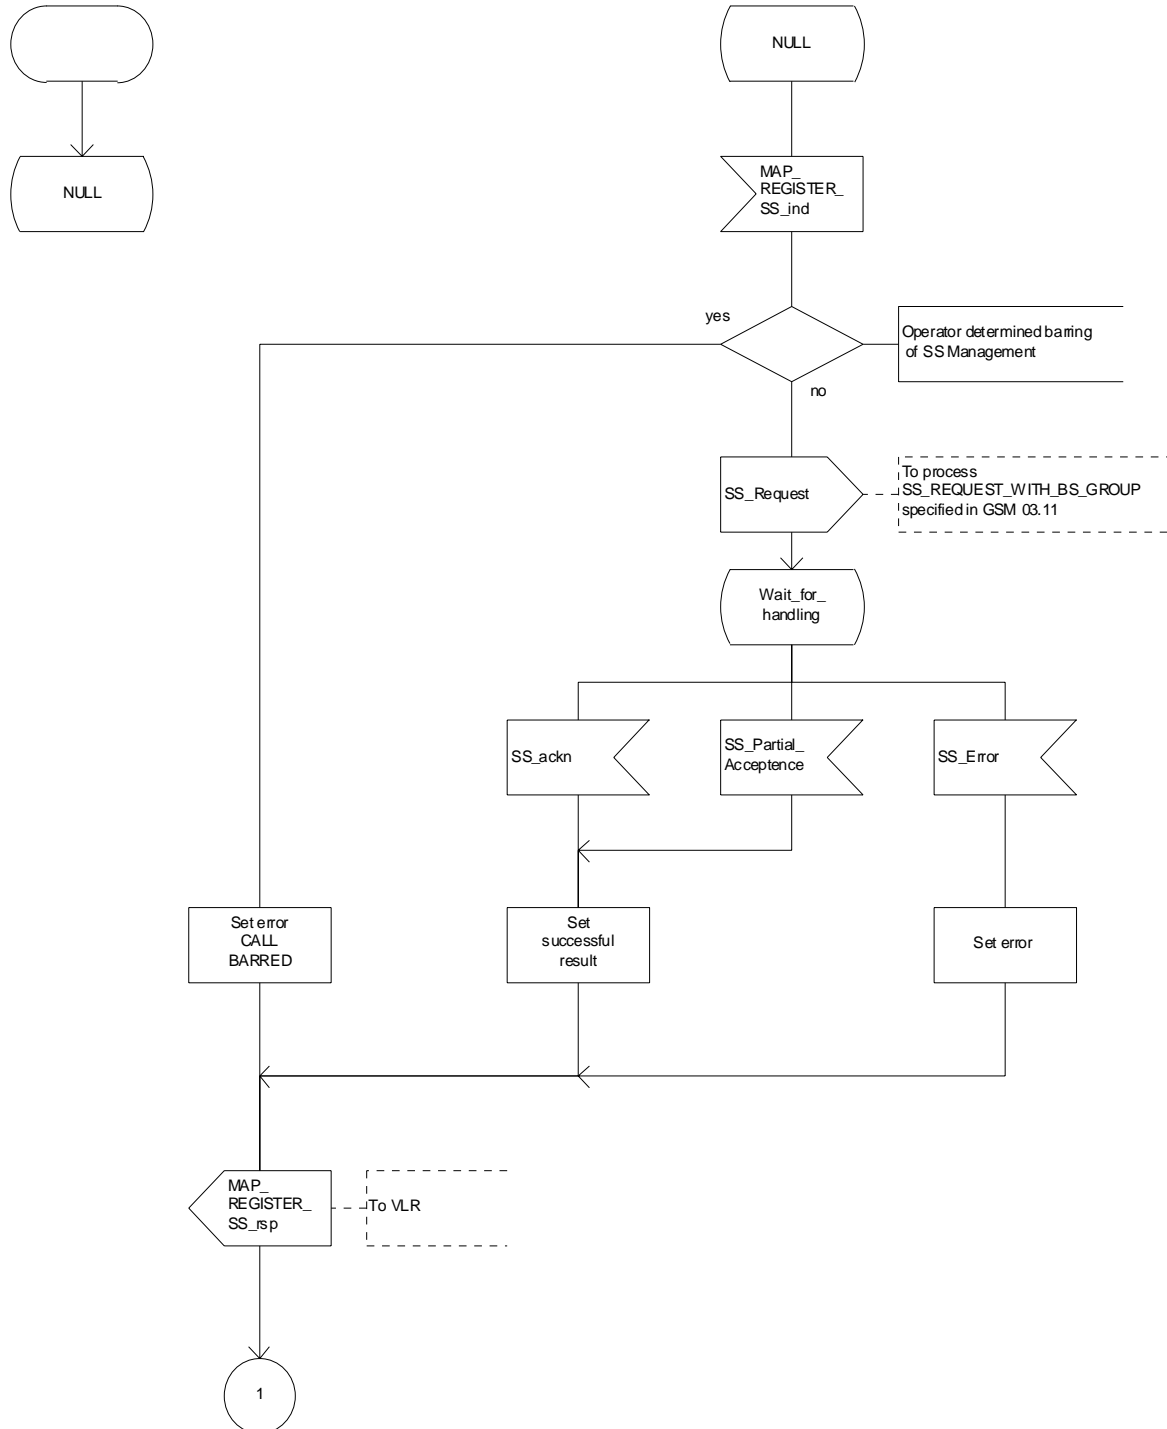 NULL
NULL
MAP_
REGISTER_
SS_ind
yes
Operator determined barring
of SS Management
no
SS_Request
To process
SS_REQUEST_WITH_BS_GROUP
specified in GSM 03.11
Wait_for_
handling
SS_ackn
SS_Partial_
Acceptence
SS_Error
Set error
CALL
BARRED
Set
successful
result
Set error
MAP_
REGISTER_
SS_rsp
To VLR
1